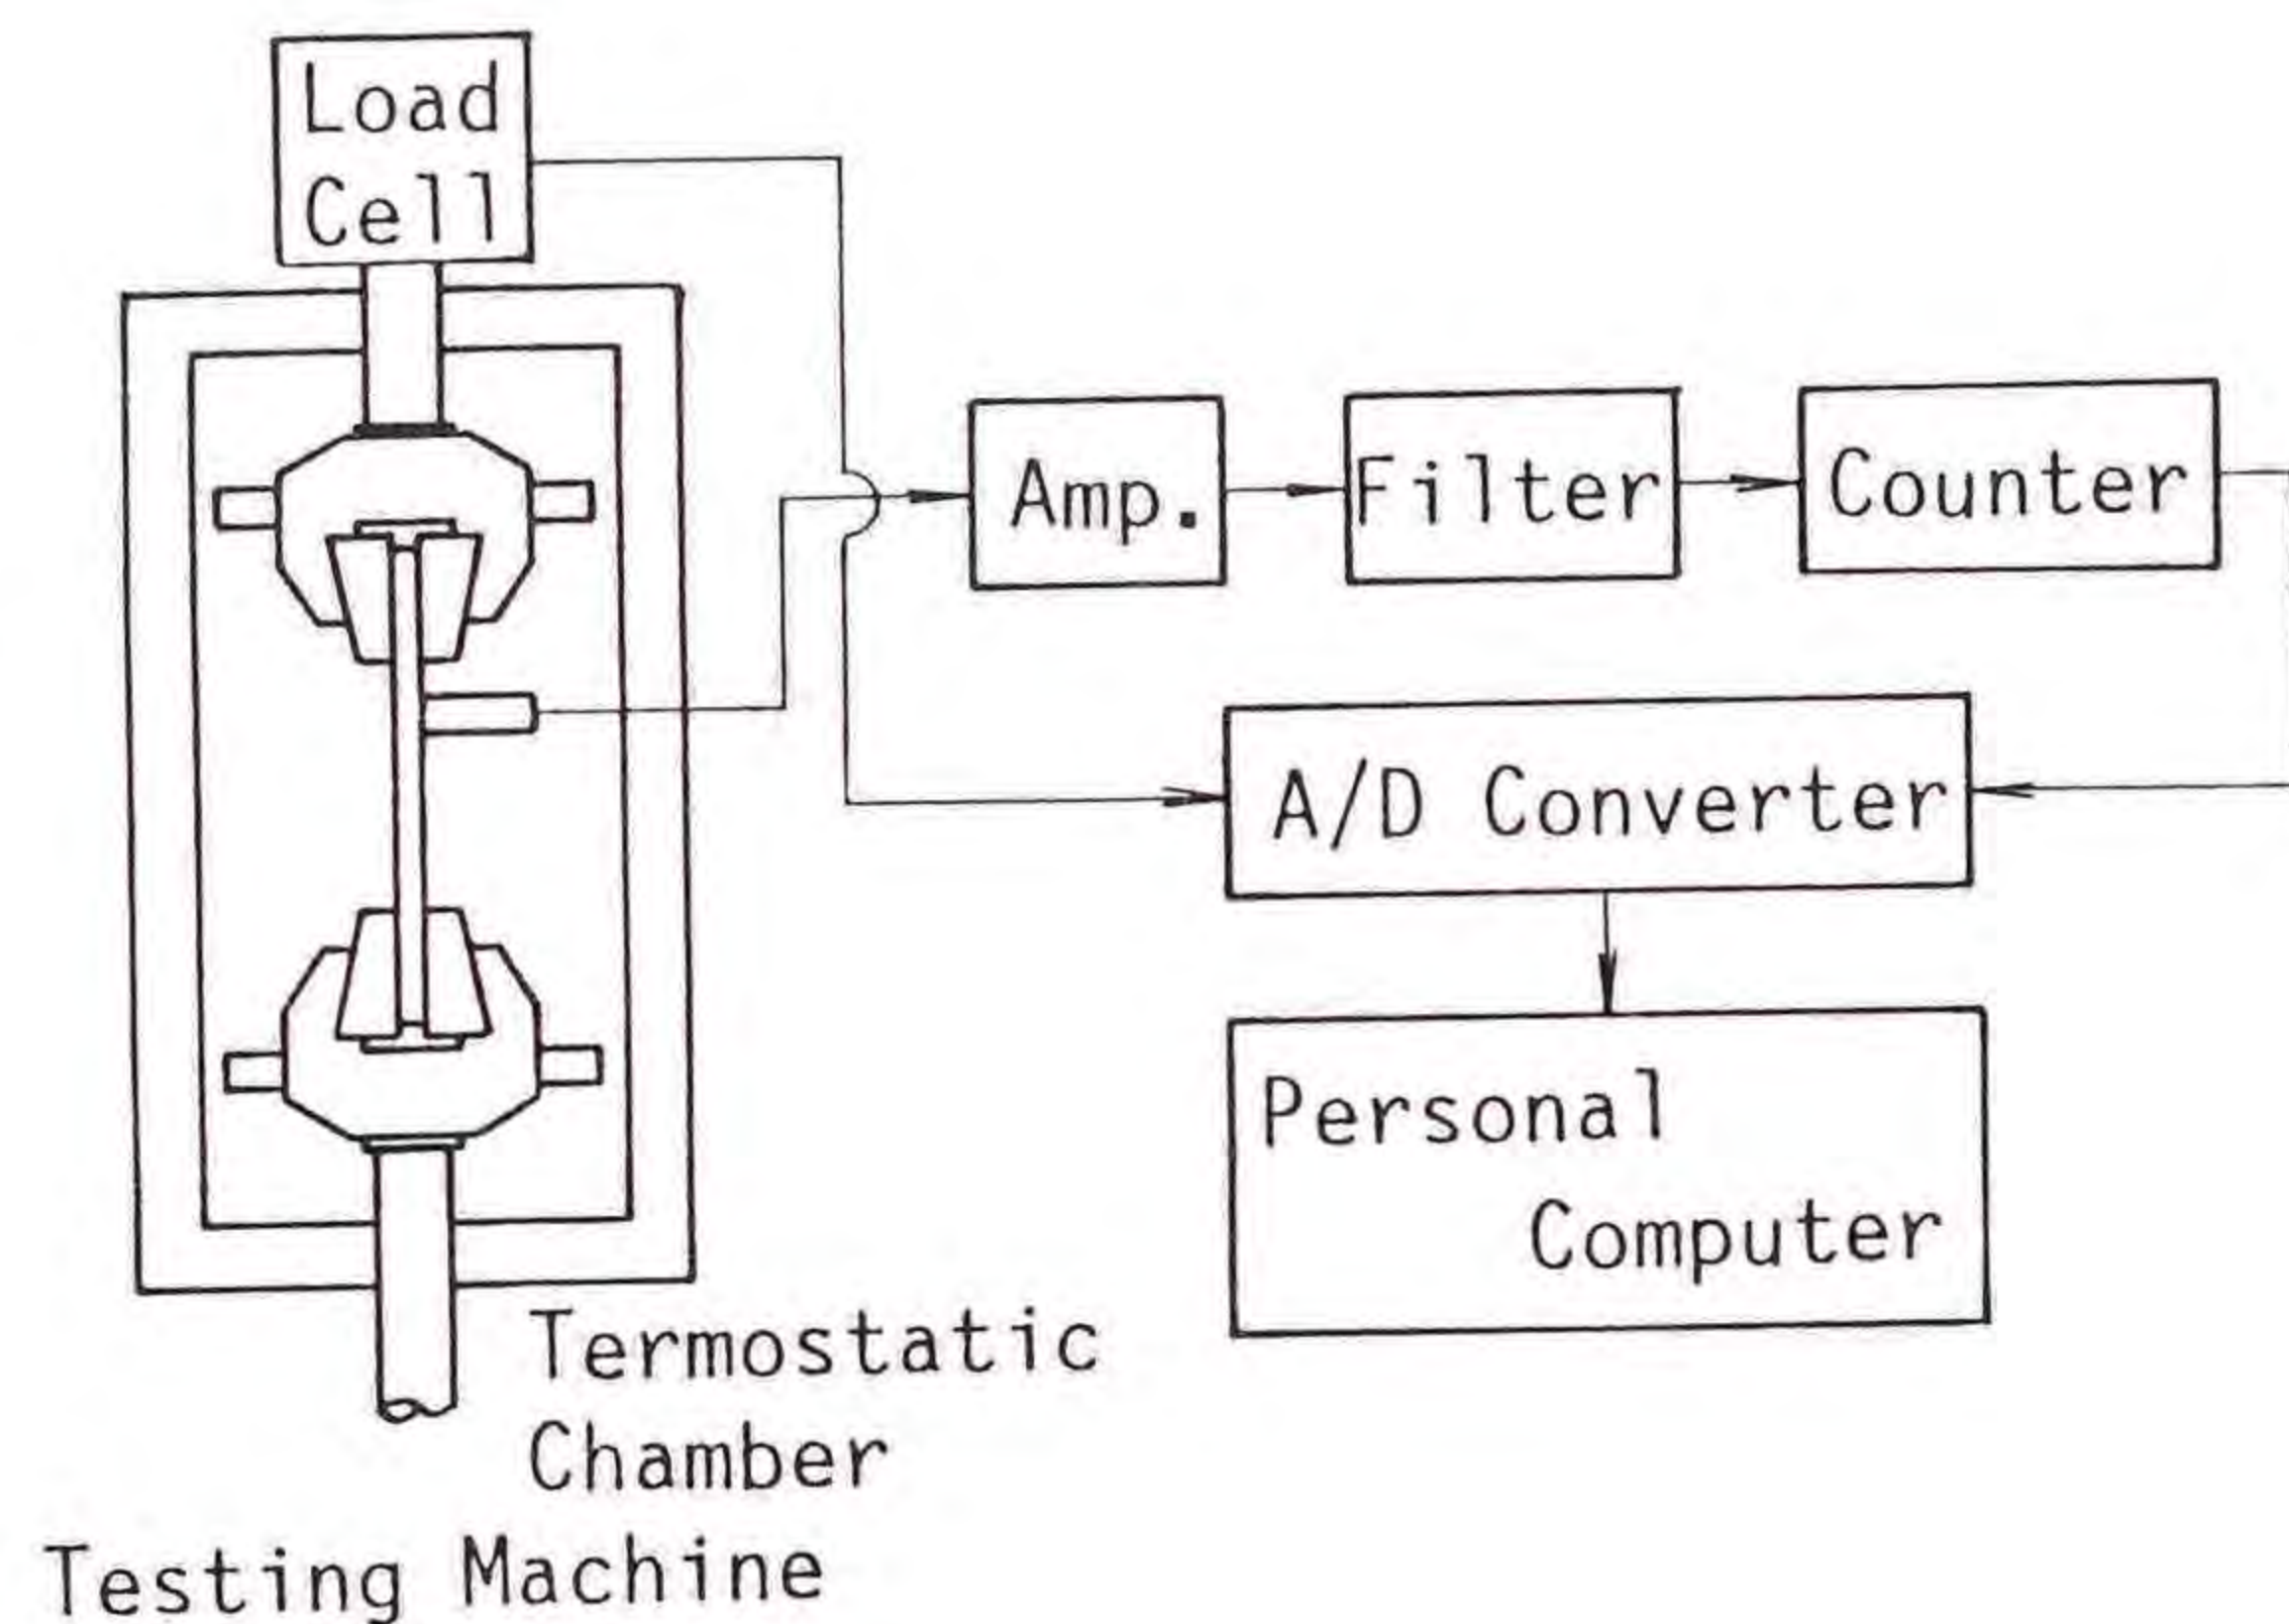 Load
Cell
Amp.
Filter
Counter
A/D Converter
Personal
Computer
Termostatic
Chamber
Testing Machine